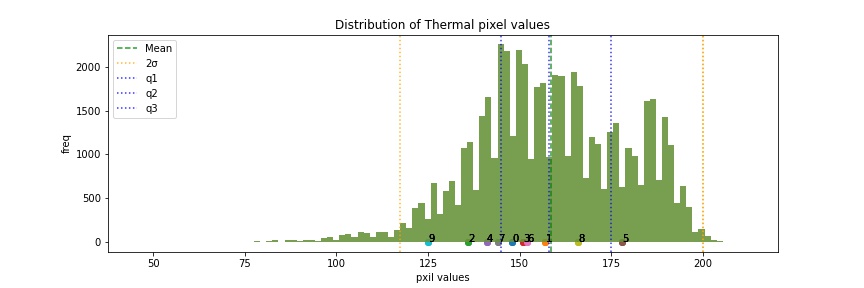 Distribution of Thermal pixel values
Mean
2σ
q1
q2
q3
freq
2000
1500
1000
500
0
9 2 4 7 0 3 6 1 8 5
50 75 100 125 150 175 200
pxil values